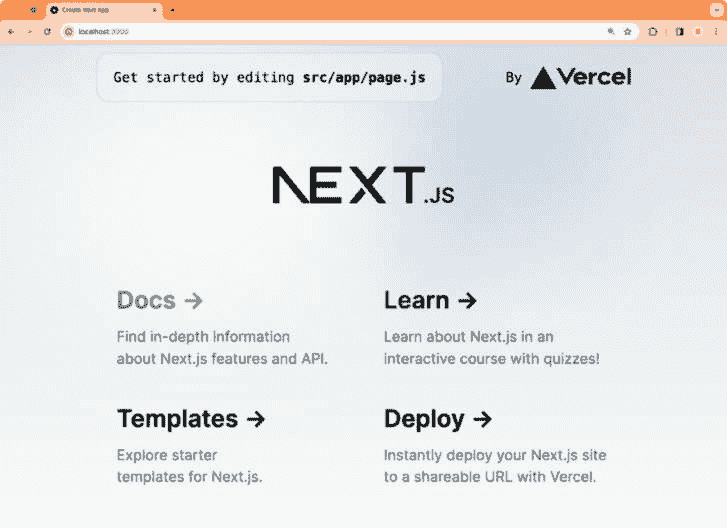 Create Next App
localhost:3000
Get started by editing src/app/page.js
By Vercel
NEXT.JS
Docs →
Learn →
Find in-depth information
about Next.js features and API.
Learn about Next.js in an
interactive course with quizzes!
Templates →
Deploy →
Explore starter
templates for Next.js.
Instantly deploy your Next.js site
to a shareable URL with Vercel.